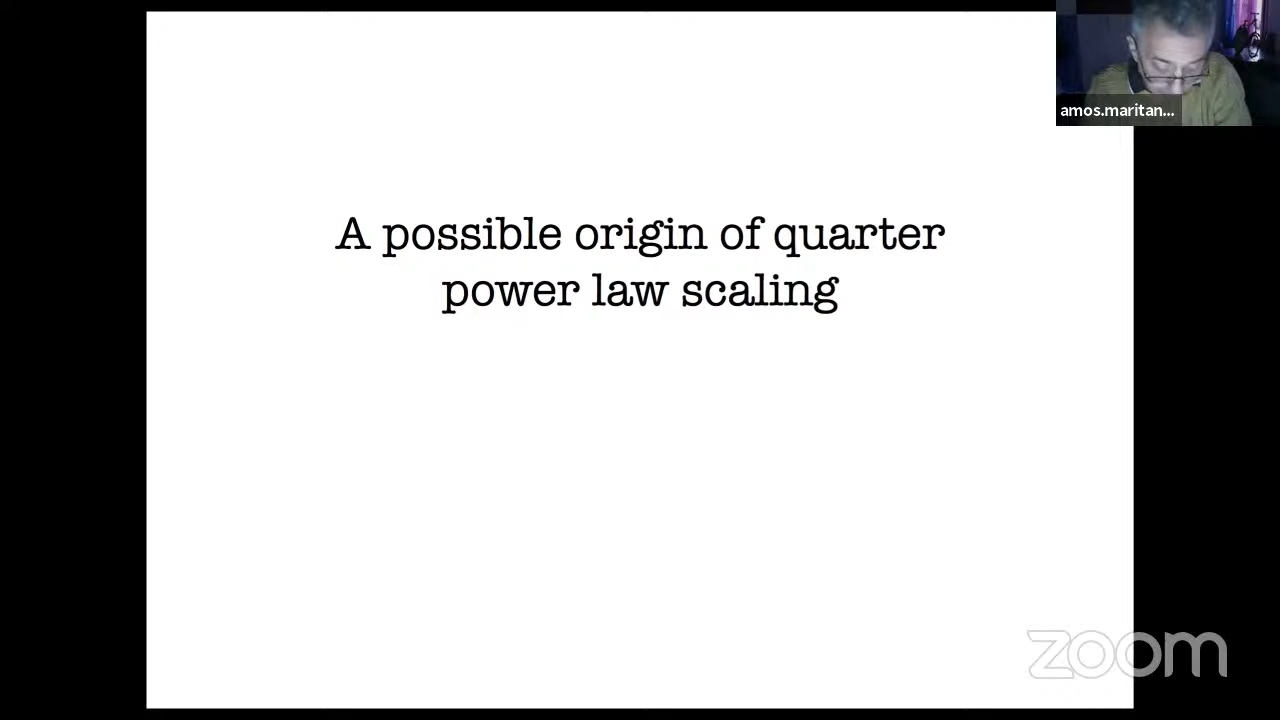 amos.maritan...
A possible origin of quarter
power law scaling
zoom